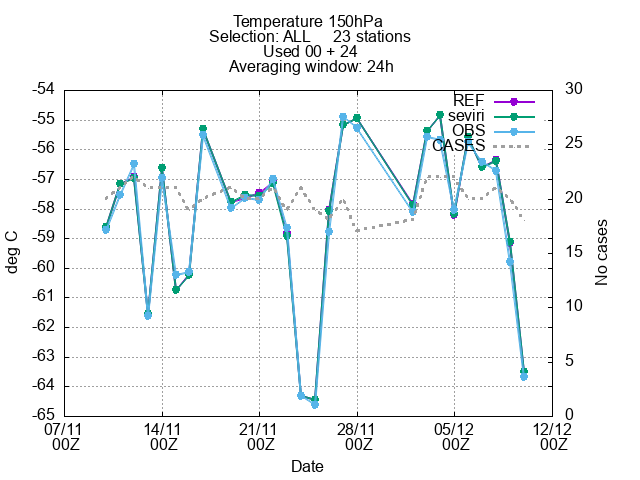 Temperature 150hPa
Selection: ALL 23 stations
Used 00 + 24
Averaging window: 24h
-54
-55
-56
-57
-58
-59
-60
-61
-62
-63
-64
-65
30
25
20
15
10
5
0
REF
seviri
OBS
CASES
deg C
No cases
07/11 14/11 21/11 28/11 05/12 12/12
00Z 00Z 00Z 00Z 00Z 00Z
Date